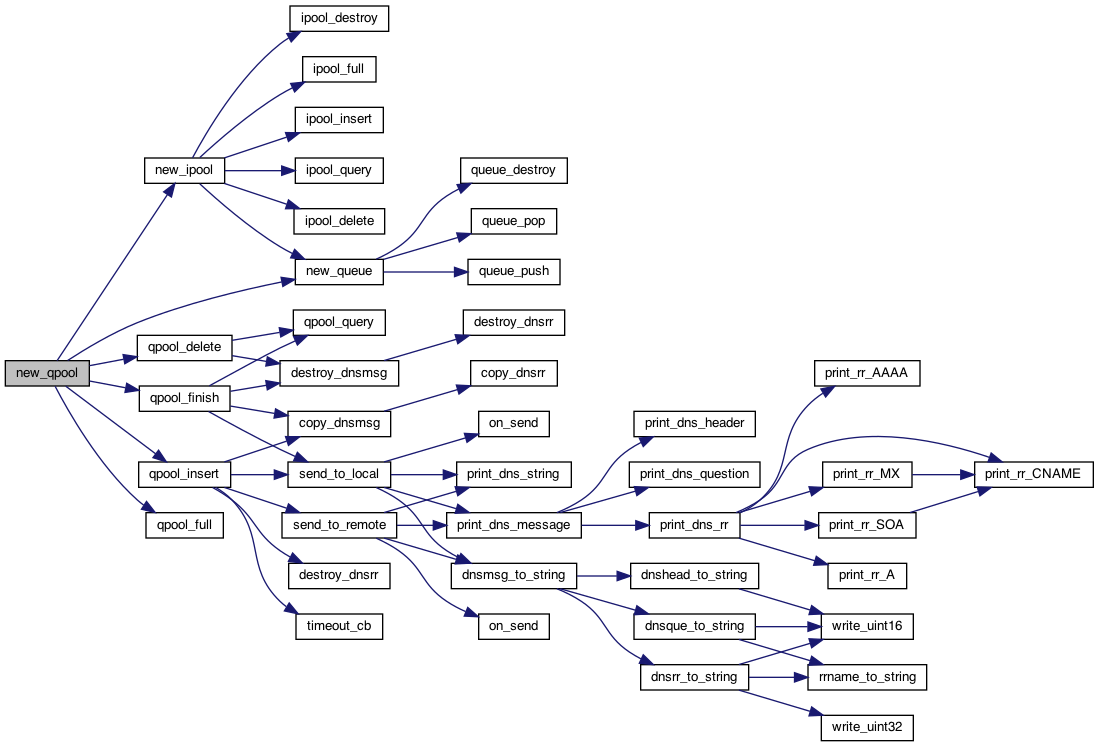 ipool_destroy
ipool_full
ipool_insert
new_ipool
ipool_query
queue_destroy
ipool_delete
queue_pop
new_queue
queue_push
qpool_query
destroy_dnsrr
qpool_delete
new_qpool
destroy_dnsmsg
copy_dnsrr
print_rr_AAAA
qpool_finish
copy_dnsmsg
on_send
print_dns_header
qpool_insert
send_to_local
print_dns_string
print_dns_question
print_rr_MX
print_rr_CNAME
qpool_full
send_to_remote
print_dns_message
print_dns_rr
print_rr_SOA
destroy_dnsrr
dnsmsg_to_string
dnshead_to_string
print_rr_A
timeout_cb
on_send
dnsque_to_string
write_uint16
dnsrr_to_string
rrname_to_string
write_uint32